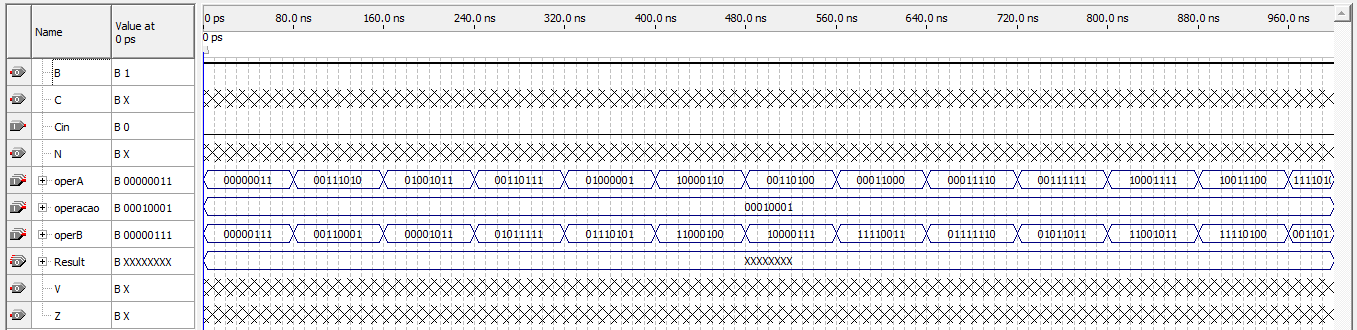 Name
Value at
0 ps
0 ps 80.0 ns 160.0 ns 240.0 ns 320.0 ns 400.0 ns 480.0 ns 560.0 ns 640.0 ns 720.0 ns 800.0 ns 880.0 ns 960.0 ns
0 ps
B B 1
C B X
Cin B 0
N B X
operA B 00000011 00000011 00111010 01001011 00110111 01000001 10000110 00110100 00011000 00011110 00111111 10001111 10011100 111101
operacao B 00010001 00010001
operB B 00000111 00000111 00110001 00001011 01011111 01110101 11000100 10000111 11110011 01111110 01011011 11001011 11110100 001101
Result B XXXXXXXX XXXXXXXX
V B X
Z B X